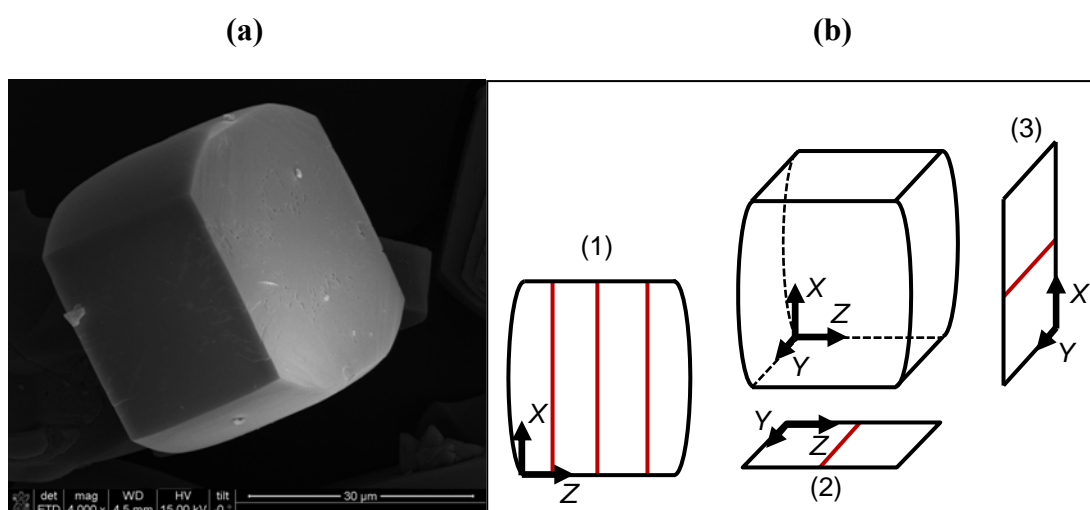 (a)
(b)
(3)
(1)
X
Z
Y
X
Y
X
Z
Y
Z
(2)
det
mag
WD
HV
tilt
30 µm
ETD
4 000 x
4.5 mm
15.00 kV
0 °